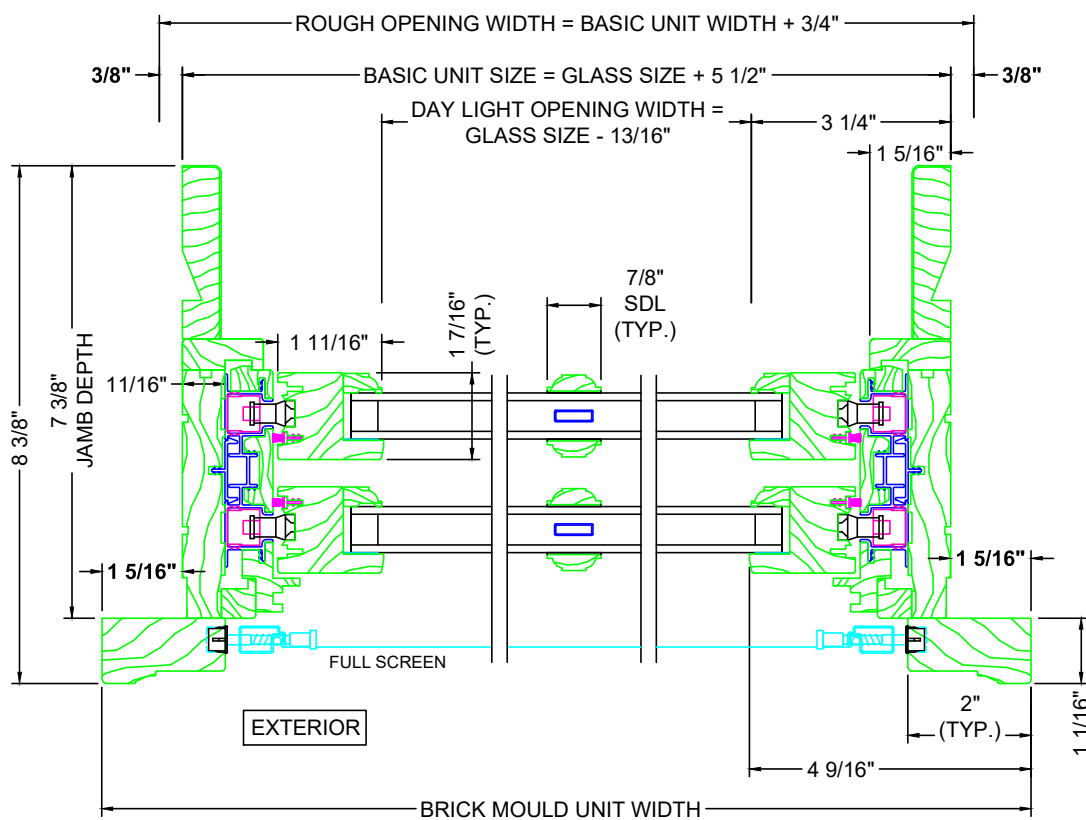 ROUGH OPENING WIDTH = BASIC UNIT WIDTH + 3/4"
3/8"
BASIC UNIT SIZE = GLASS SIZE + 5 1/2"
3/8"
DAY LIGHT OPENING WIDTH =
GLASS SIZE - 13/16"
3 1/4"
1 5/16"
7/8"
SDL
(TYP.)
1 7/16"
(TYP.)
1 11/16"
11/16"
8 3/8"
7 3/8"
JAMB DEPTH
1 5/16"
1 5/16"
FULL SCREEN
EXTERIOR
2"
(TYP.)
1 1/16"
4 9/16"
BRICK MOULD UNIT WIDTH